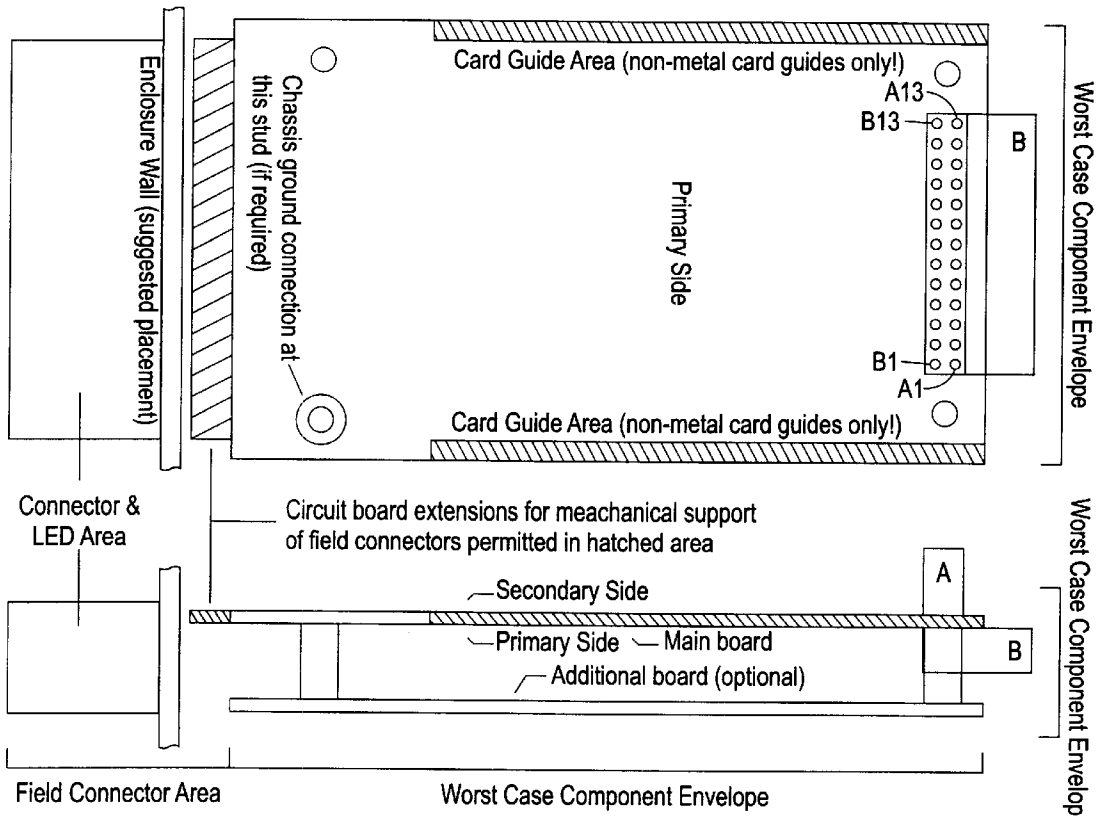 Enclosure Wall (suggested placement)
Chassis ground connection at
this stud (if required)
Card Guide Area (non-metal card guides only!)
A13
B13
B
Primary Side
Worst Case Component Envelope
B1
A1
Card Guide Area (non-metal card guides only!)
Connector &
LED Area
Circuit board extensions for meachanical support
of field connectors permitted in hatched area
Secondary Side
A
Primary Side
Main board
B
Additional board (optional)
Worst Case Component Envelop
Field Connector Area
Worst Case Component Envelope